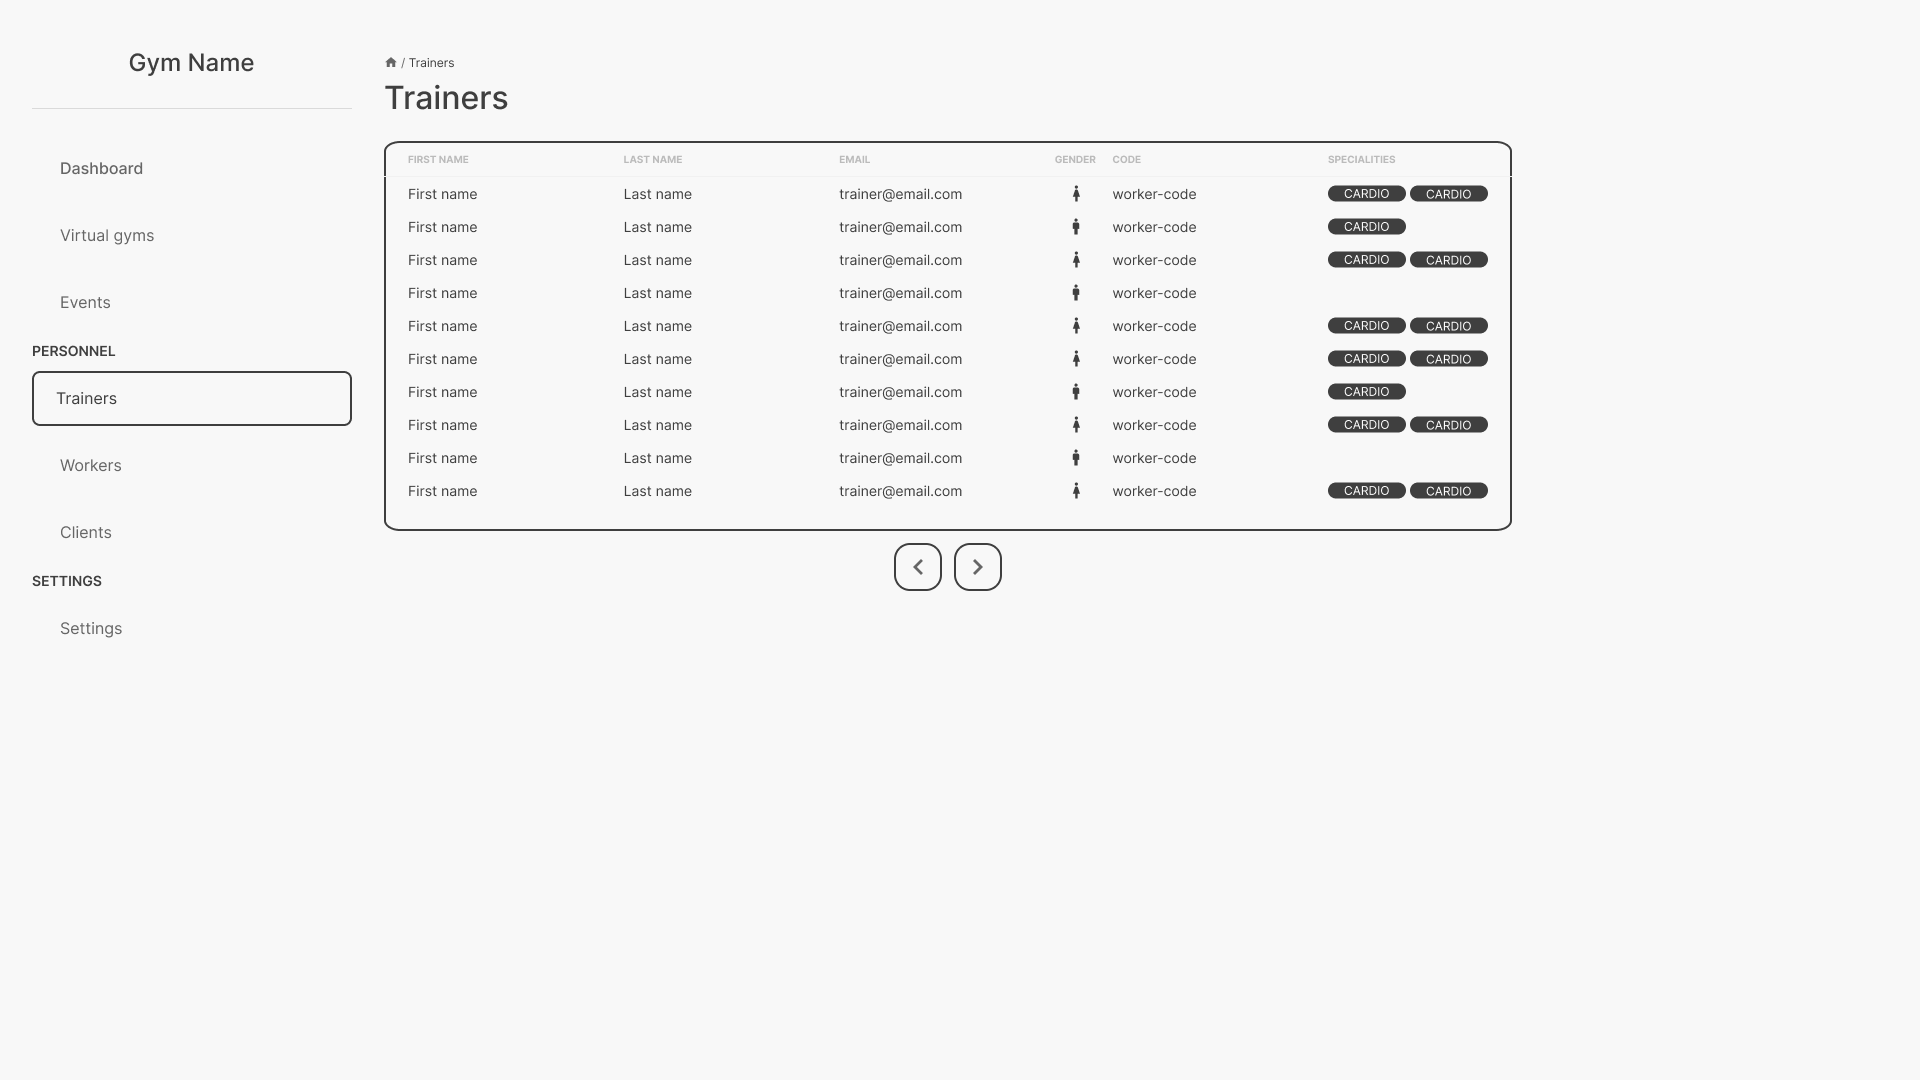 Gym Name
Dashboard
Virtual gyms
Events
PERSONNEL
Trainers
Workers
Clients
SETTINGS
Settings
/ Trainers
Trainers
FIRST NAME LAST NAME EMAIL GENDER CODE SPECIALITIES
First name Last name trainer@email.com worker-code CARDIO CARDIO
First name Last name trainer@email.com worker-code CARDIO
First name Last name trainer@email.com worker-code CARDIO CARDIO
First name Last name trainer@email.com worker-code
First name Last name trainer@email.com worker-code CARDIO CARDIO
First name Last name trainer@email.com worker-code CARDIO CARDIO
First name Last name trainer@email.com worker-code CARDIO
First name Last name trainer@email.com worker-code CARDIO CARDIO
First name Last name trainer@email.com worker-code
First name Last name trainer@email.com worker-code CARDIO CARDIO